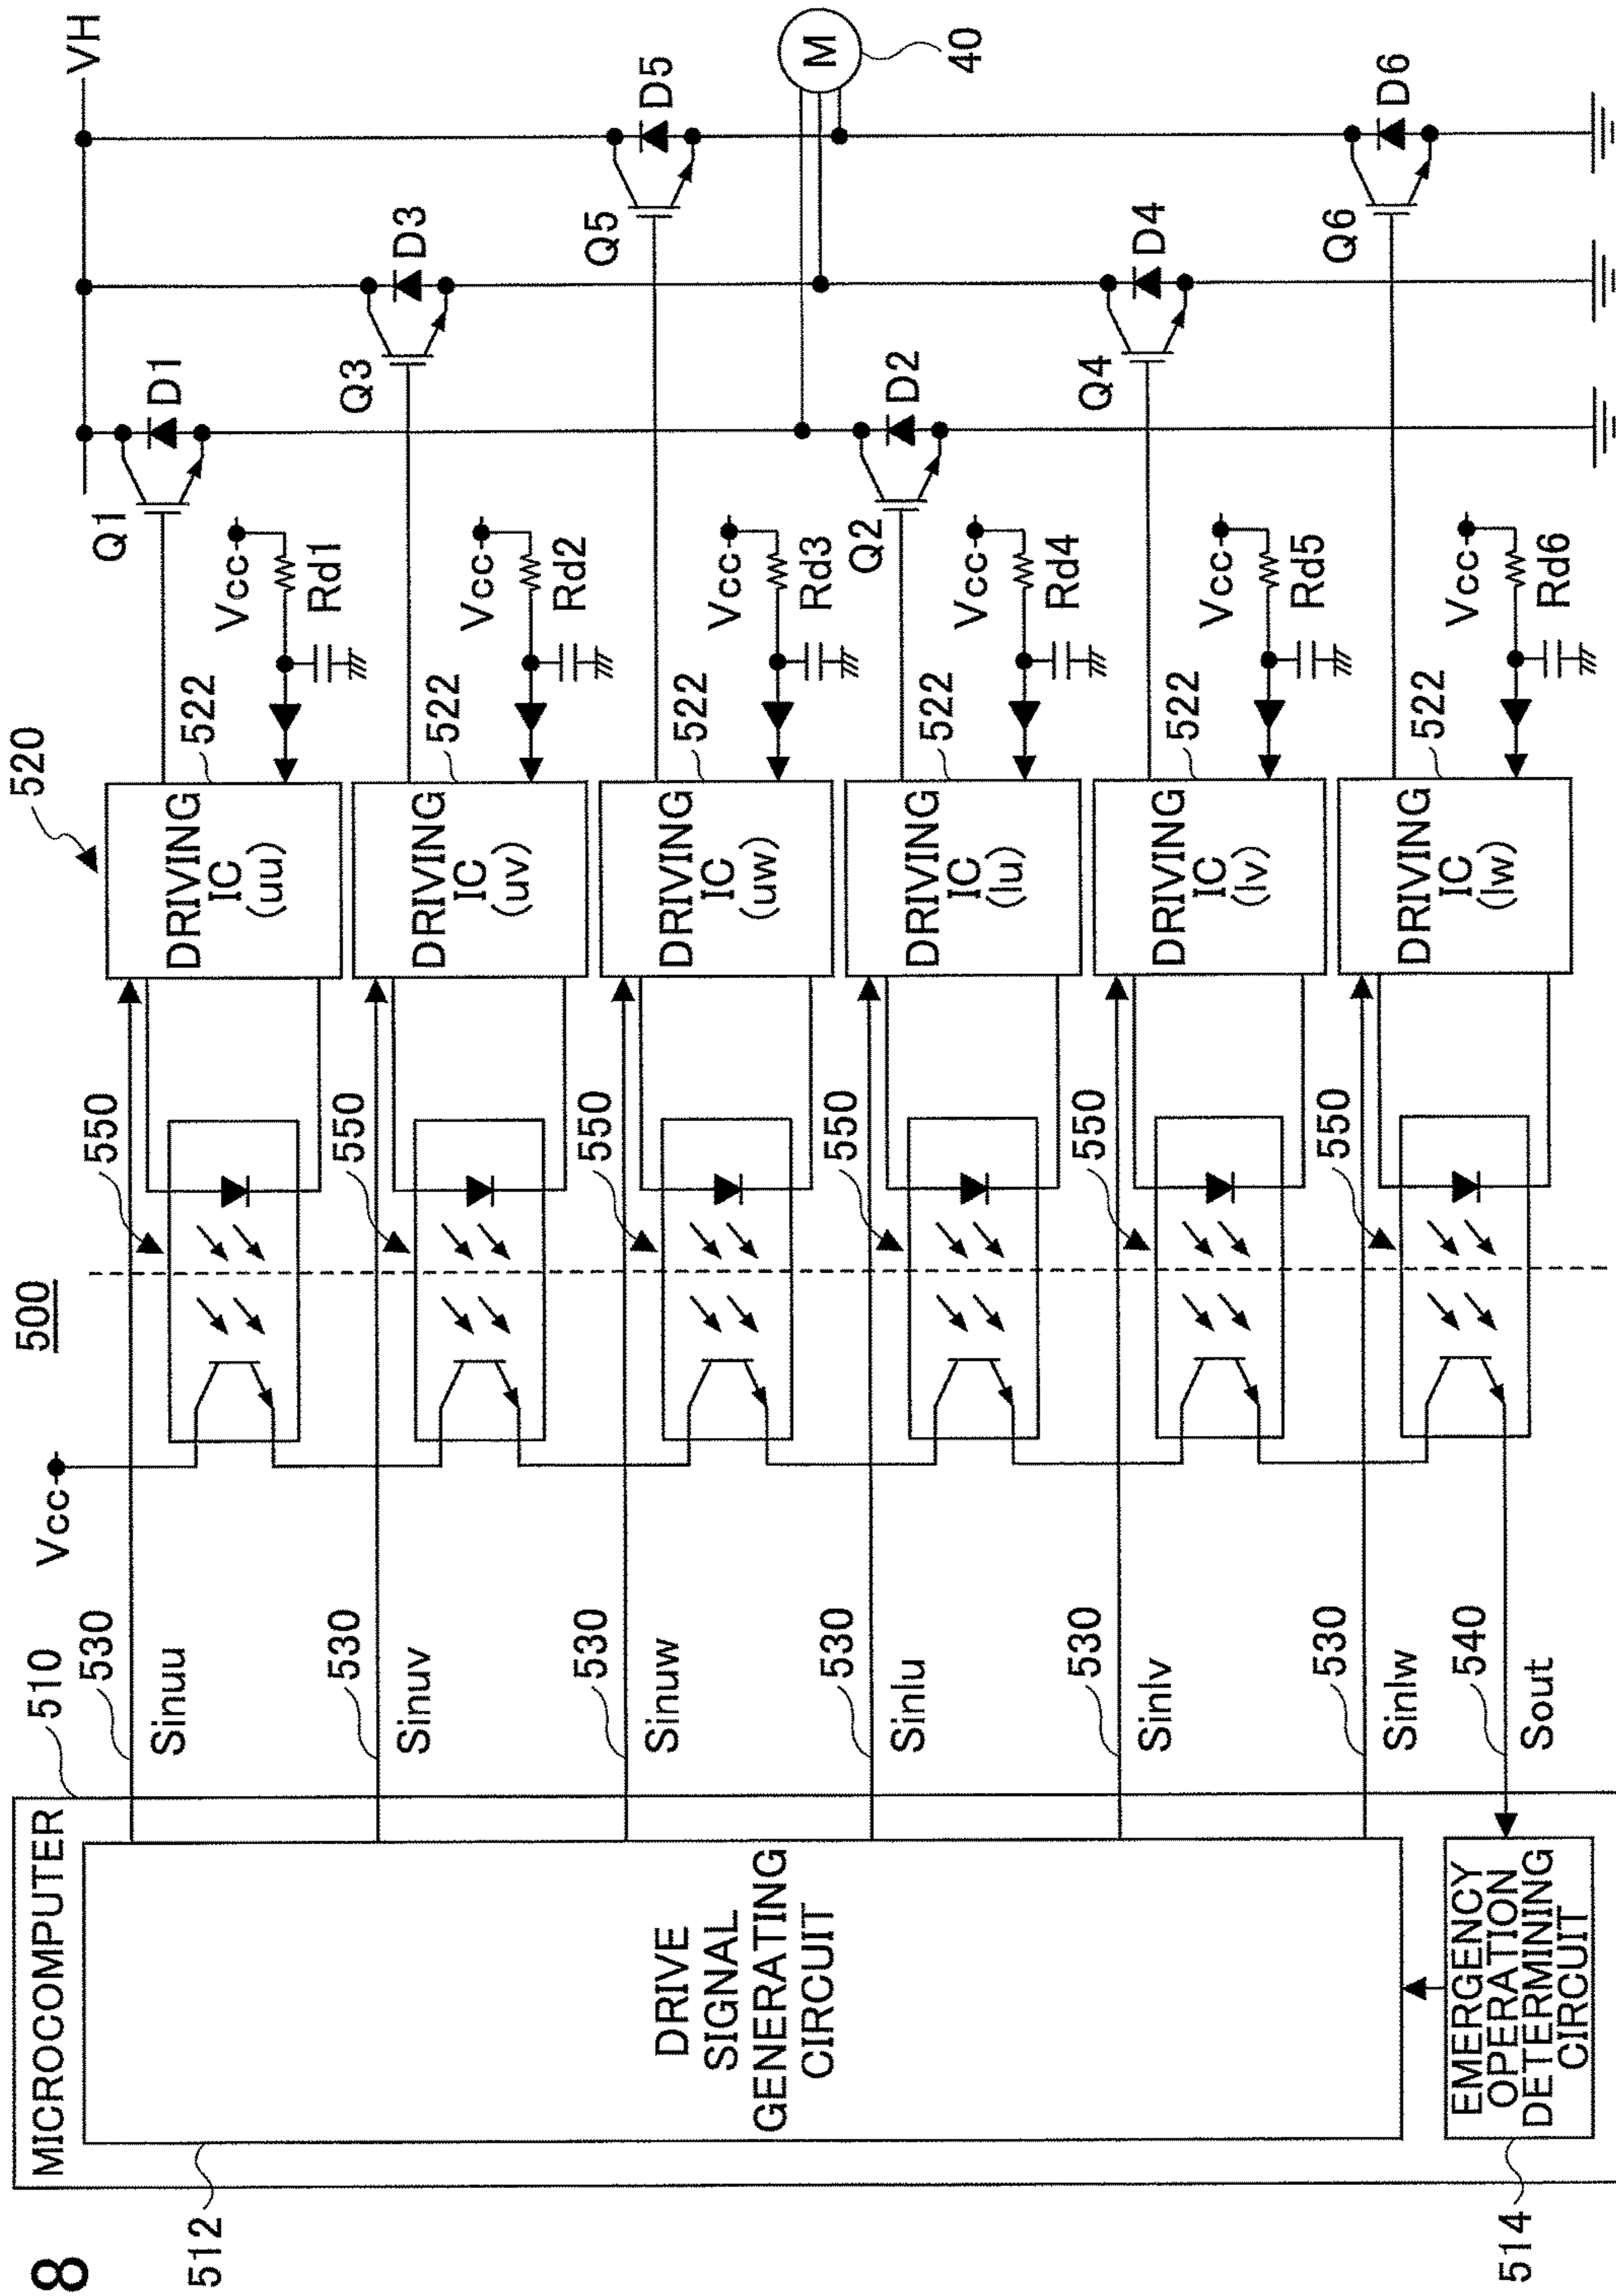 8
500
MICROCOMPUTER
510
512
DRIVE
SIGNAL
GENERATING
CIRCUIT
514
EMERGENCY
OPERATION
DETERMINING
CIRCUIT
Vcc
530
Sinuu
550
520
DRIVING
IC
(uu)
522
Vcc
Rd1
Q1
D1
VH
530
Sinuv
550
DRIVING
IC
(uv)
522
Vcc
Rd2
Q3
D3
530
Sinuw
550
DRIVING
IC
(uw)
522
Vcc
Rd3
Q5
D5
M
40
530
Sinlu
550
DRIVING
IC
(lu)
522
Vcc
Rd4
Q2
D2
530
Sinlv
550
DRIVING
IC
(lv)
522
Vcc
Rd5
Q4
D4
530
Sinlw
550
DRIVING
IC
(lw)
522
Vcc
Rd6
Q6
D6
540
Sout